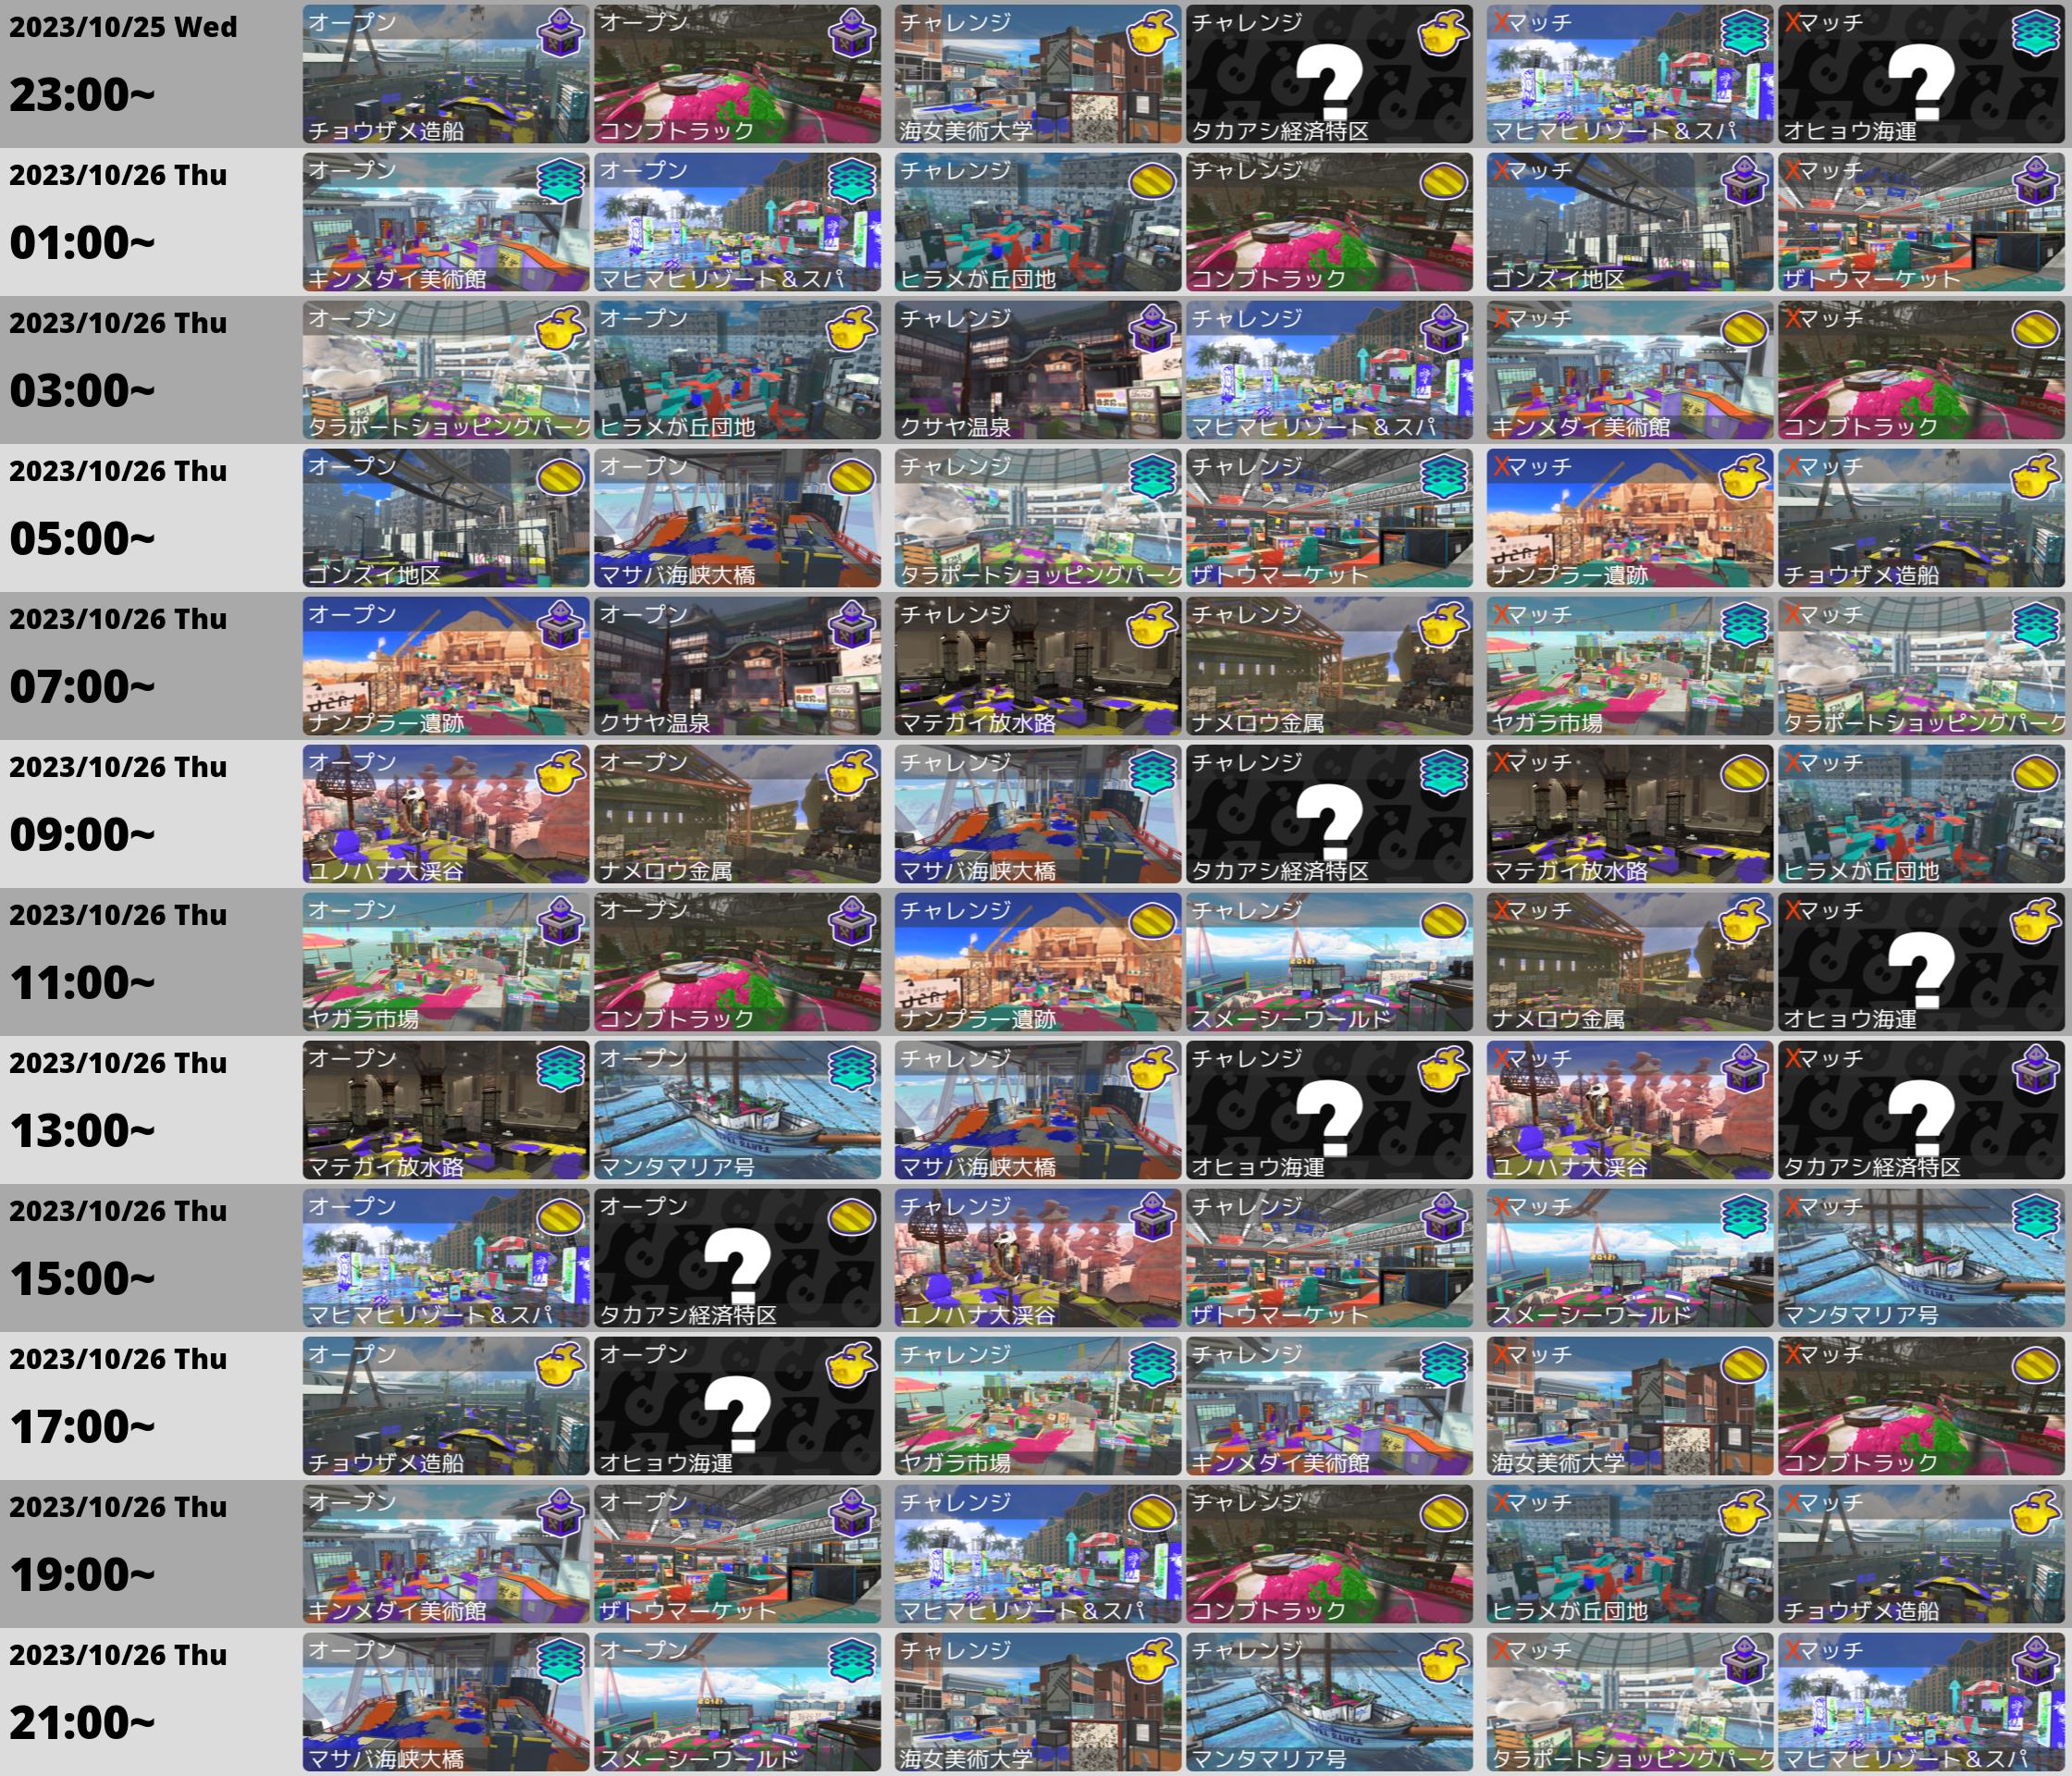 2023/10/25 Wed
23:00~
オープン
チョウザメ造船
オープン
コンブトラック
チャレンジ
海女美術大学
チャレンジ
タカアシ経済特区
Xマッチ
マヒマヒリゾート＆スパ
Xマッチ
オヒョウ海運
2023/10/26 Thu
01:00~
オープン
キンメダイ美術館
オープン
マヒマヒリゾート＆スパ
チャレンジ
ヒラメが丘団地
チャレンジ
コンブトラック
Xマッチ
ゴンズイ地区
Xマッチ
ザトウマーケット
2023/10/26 Thu
03:00~
オープン
タラポートショッピングパーク
オープン
ヒラメが丘団地
チャレンジ
クサヤ温泉
チャレンジ
マヒマヒリゾート＆スパ
Xマッチ
キンメダイ美術館
Xマッチ
コンブトラック
2023/10/26 Thu
05:00~
オープン
ゴンズイ地区
オープン
マサバ海峡大橋
チャレンジ
タラポートショッピングパーク
チャレンジ
ザトウマーケット
Xマッチ
ナンプラー遺跡
Xマッチ
チョウザメ造船
2023/10/26 Thu
07:00~
オープン
ナンプラー遺跡
オープン
クサヤ温泉
チャレンジ
マテガイ放水路
チャレンジ
ナメロウ金属
Xマッチ
ヤガラ市場
Xマッチ
タラポートショッピングパーク
2023/10/26 Thu
09:00~
オープン
ユノハナ大渓谷
オープン
ナメロウ金属
チャレンジ
マサバ海峡大橋
チャレンジ
タカアシ経済特区
Xマッチ
マテガイ放水路
Xマッチ
ヒラメが丘団地
2023/10/26 Thu
11:00~
オープン
ヤガラ市場
オープン
コンブトラック
チャレンジ
ナンプラー遺跡
チャレンジ
スメーシーワールド
Xマッチ
ナメロウ金属
Xマッチ
オヒョウ海運
2023/10/26 Thu
13:00~
オープン
マテガイ放水路
オープン
マンタマリア号
チャレンジ
マサバ海峡大橋
チャレンジ
オヒョウ海運
Xマッチ
ユノハナ大渓谷
Xマッチ
タカアシ経済特区
2023/10/26 Thu
15:00~
オープン
マヒマヒリゾート＆スパ
オープン
タカアシ経済特区
チャレンジ
ユノハナ大渓谷
チャレンジ
ザトウマーケット
Xマッチ
スメーシーワールド
Xマッチ
マンタマリア号
2023/10/26 Thu
17:00~
オープン
チョウザメ造船
オープン
オヒョウ海運
チャレンジ
ヤガラ市場
チャレンジ
キンメダイ美術館
Xマッチ
海女美術大学
Xマッチ
コンブトラック
2023/10/26 Thu
19:00~
オープン
キンメダイ美術館
オープン
ザトウマーケット
チャレンジ
マヒマヒリゾート＆スパ
チャレンジ
コンブトラック
Xマッチ
ヒラメが丘団地
Xマッチ
チョウザメ造船
2023/10/26 Thu
21:00~
オープン
マサバ海峡大橋
オープン
スメーシーワールド
チャレンジ
海女美術大学
チャレンジ
マンタマリア号
Xマッチ
タラポートショッピングパーク
Xマッチ
マヒマヒリゾート＆スパ